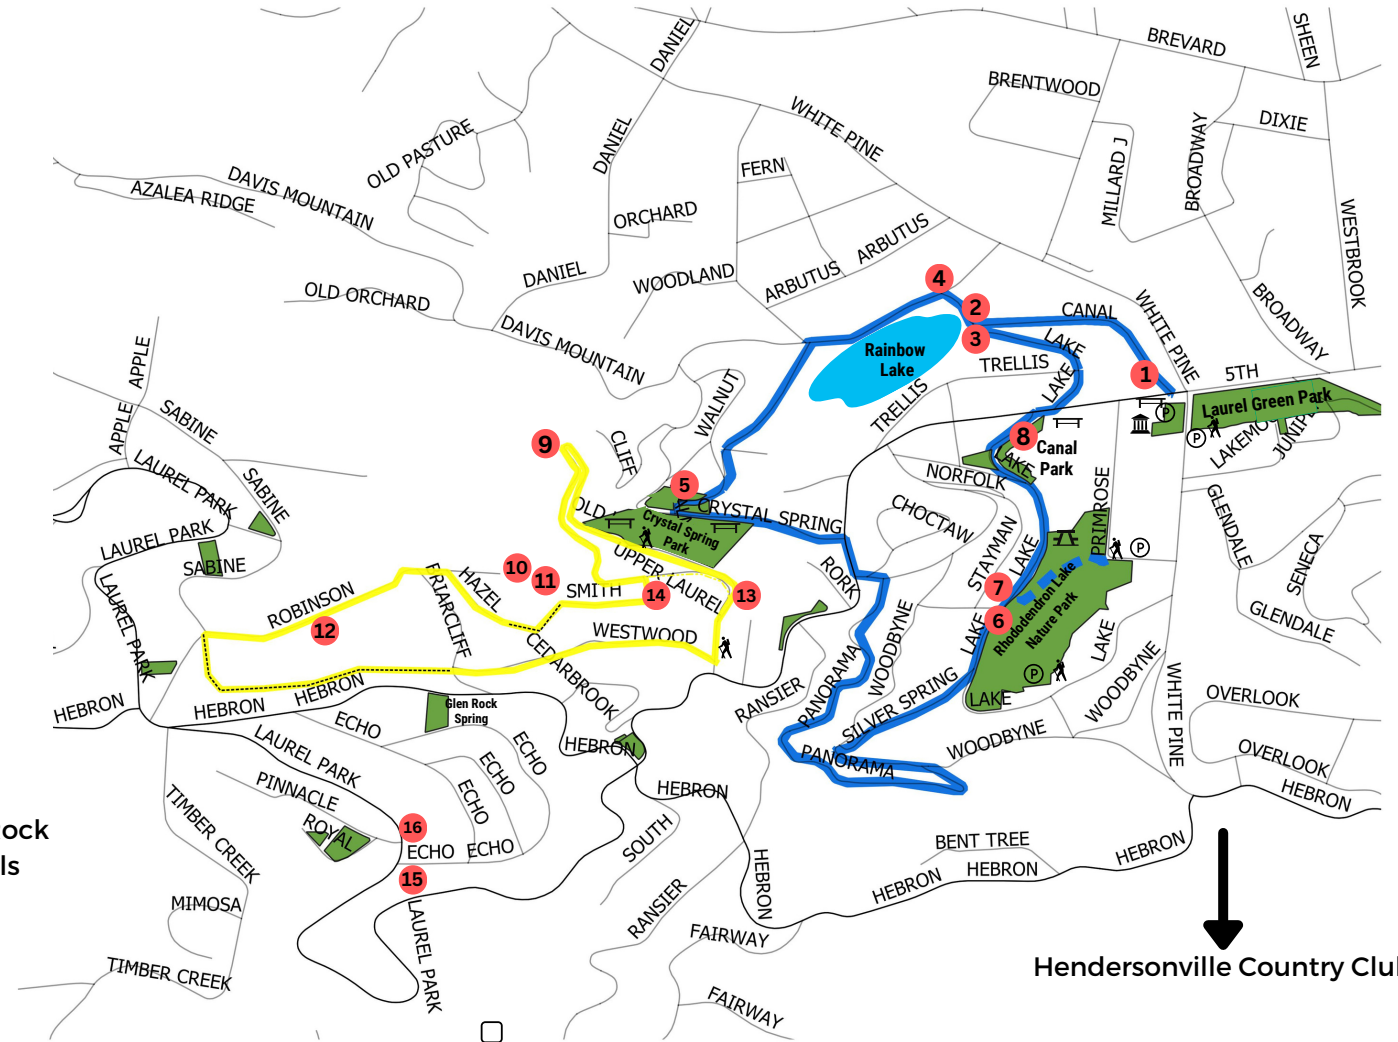 BREVARD
SHEEN
DANIEL
BRENTWOOD
WHITE PINE
DIXIE
OLD PASTURE
DANIEL
FERN
MILLARD J
BROADWAY
DAVIS MOUNTAIN
AZALEA RIDGE
ORCHARD
ARBUTUS
WESTBROOK
DANIEL
WOODLAND
ARBUTUS
OLD ORCHARD
4
2
CANAL
WHITE PINE
BROADWAY
DAVIS MOUNTAIN
3
LAKE
Rainbow
Lake
TRELLIS
APPLE
LAKE
1
5TH
WALNUT
TRELLIS
Laurel Green Park
P
APPLE
SABINE
9
CLIFF
8
Canal
Park
LAKE
P
LAKEMO
JUNIP
LAUREL PARK
SABINE
5
NORFOLK
PRIMROSE
GLENDALE
OLD
CRYSTAL SPRING
Crystal Spring
Park
CHOCTAW
STAYMAN
LAKE
P
SENECA
LAUREL PARK
SABINE
UPPER LAUREL
RORK
LAUREL PARK
ROBINSON
FRIARCLIFF
HAZEL
10
11
SMITH
14
13
7
6
Rhododendron Lake
Nature Park
GLENDALE
12
WESTWOOD
WOODBYNE
LAKE
LAKE
CEDARBROOK
PANORAMA
P
WOODBYNE
WHITE PINE
HEBRON
HEBRON
HEBRON
Glen Rock
Spring
RANSIER
SILVER SPRING
LAKE
OVERLOOK
ECHO
LAUREL PARK
ECHO
HEBRON
PANORAMA
WOODBYNE
OVERLOOK
PINNACLE
ECHO
ECHO
HEBRON
HEBRON
TIMBER CREEK
ROYAL
16
ock
ls
ECHO
ECHO
SOUTH
BENT TREE
HEBRON
15
HEBRON
HEBRON
HEBRON
MIMOSA
LAUREL PARK
RANSIER
FAIRWAY
TIMBER CREEK
Hendersonville Country Clu
FAIRWAY